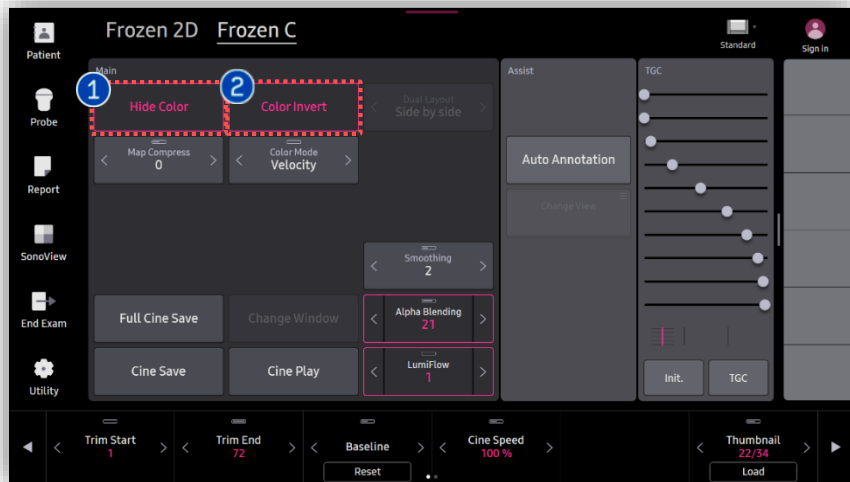 Patient
Frozen 2D
Frozen C
Standard
Sign in
Probe
Report
SonoView
End Exam
Utility
Main
1
Hide Color
2
Color Invert
Dual Layout
Side by side
Map Compress
0
Color Mode
Velocity
Smoothing
2
Full Cine Save
Change Window
Alpha Blending
21
Cine Save
Cine Play
LumiFlow
1
Assist
Auto Annotation
Change View
TGC
Init.
TGC
Trim Start
1
Trim End
72
Baseline
Reset
Cine Speed
100 %
Thumbnail
22/34
Load